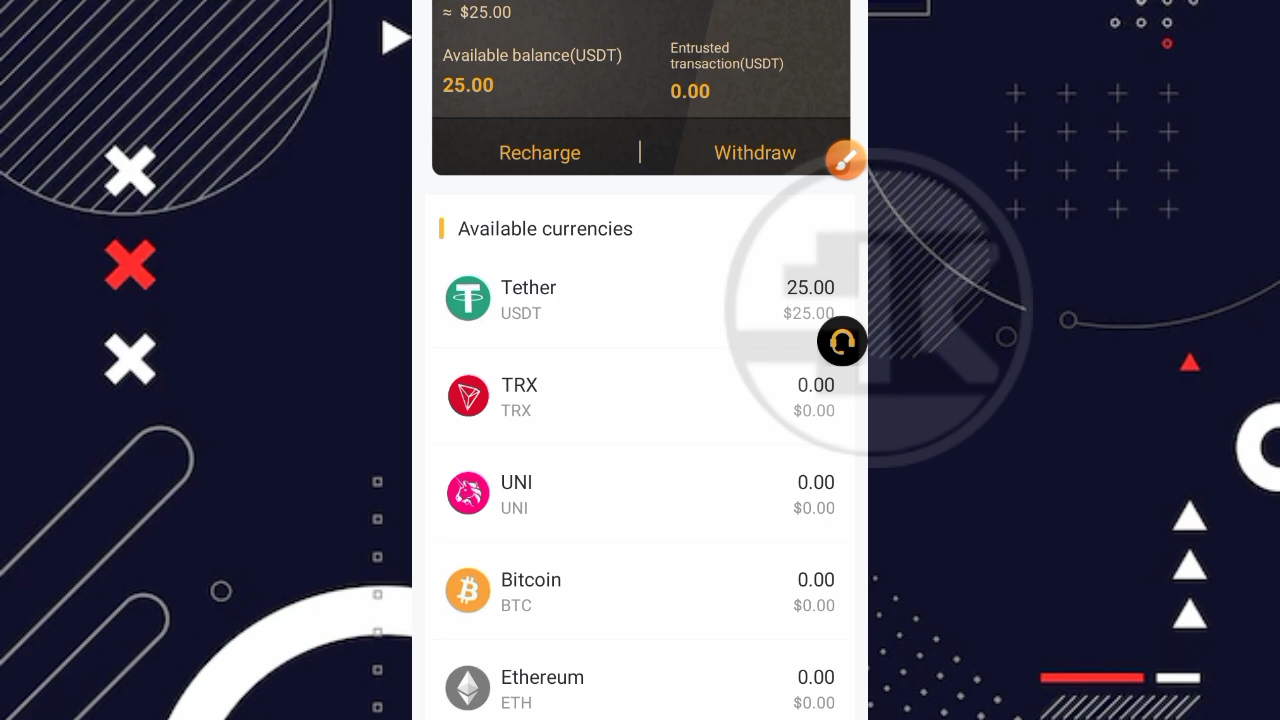 ≈ $25.00
Available balance(USDT)
Entrusted
transaction(USDT)
25.00
0.00
Recharge
Withdraw
Available currencies
Tether
25.00
USDT
$25.00
TRX
0.00
TRX
$0.00
UNI
0.00
UNI
$0.00
Bitcoin
0.00
BTC
$0.00
Ethereum
0.00
ETH
$0.00